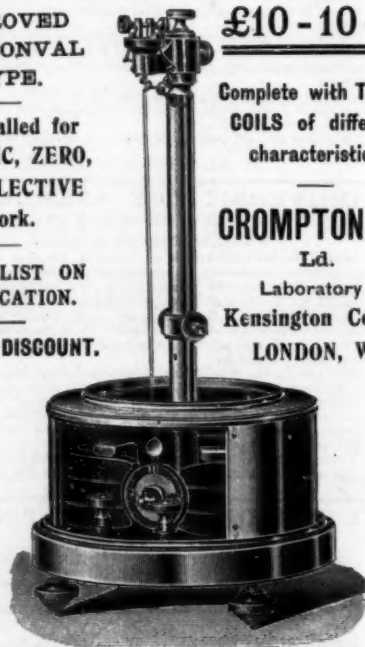 LOVED
ONVAL
YPE.
alled for
C, ZERO,
LECTIVE
ork.
LIST ON
CATION.
DISCOUNT.
£10 - 10
Complete with T
COILS of diffe
characteristic
CROMPTON
Ld.
Laboratory
Kensington Co
LONDON, W